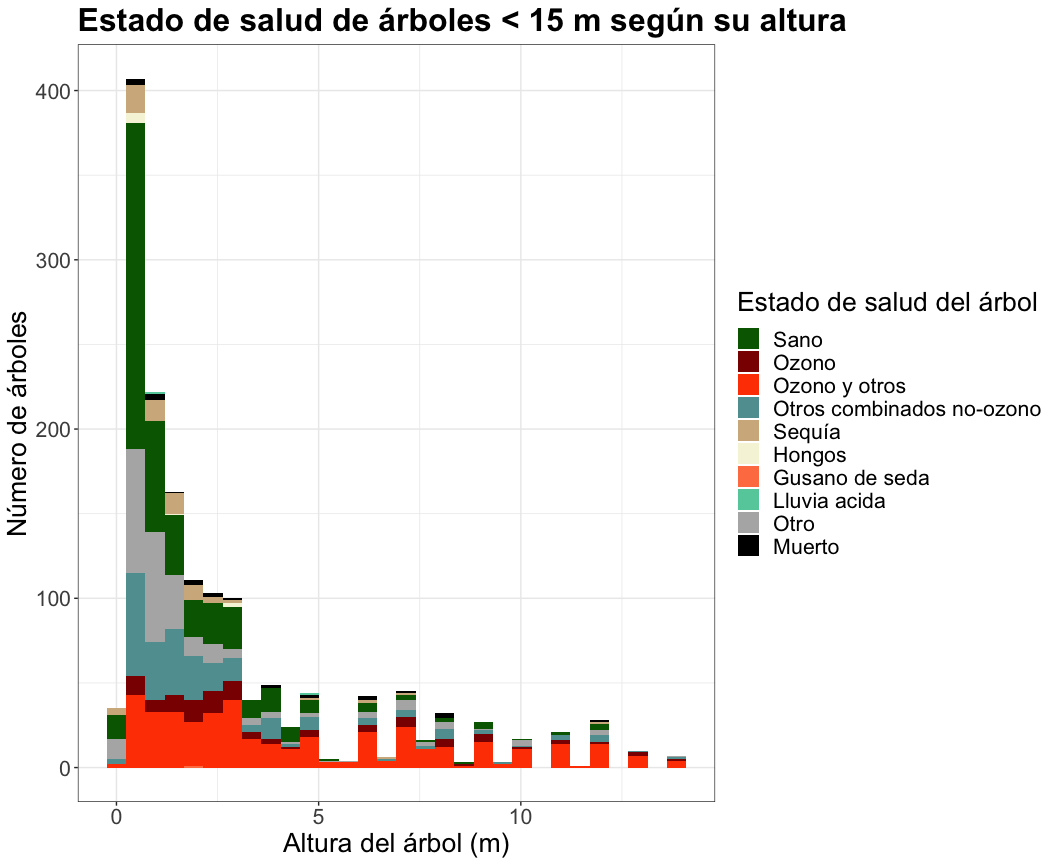 Estado de salud de árboles < 15 m según su altura
400
300
200
100
0
Número de árboles
0
5
10
Altura del árbol (m)
Estado de salud del árbol
Sano
Ozono
Ozono y otros
Otros combinados no-ozono
Sequía
Hongos
Gusano de seda
Lluvia acida
Otro
Muerto